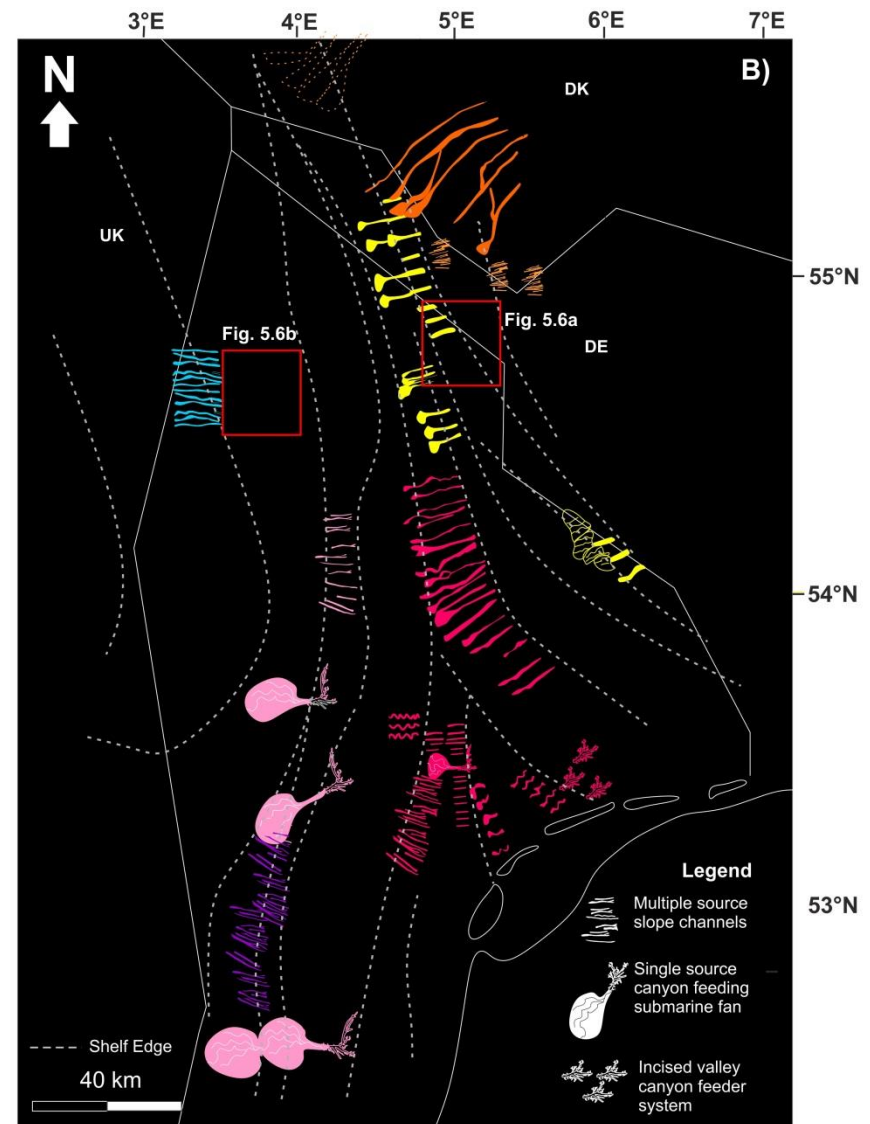 3°E 4°E 5°E 6°E 7°E
N
B)
DK
UK
55°N
Fig. 5.6b
Fig. 5.6a
DE
54°N
Legend
Multiple source
slope channels
53°N
Single source
canyon feeding
submarine fan
Shelf Edge
Incised valley
canyon feeder
system
40 km